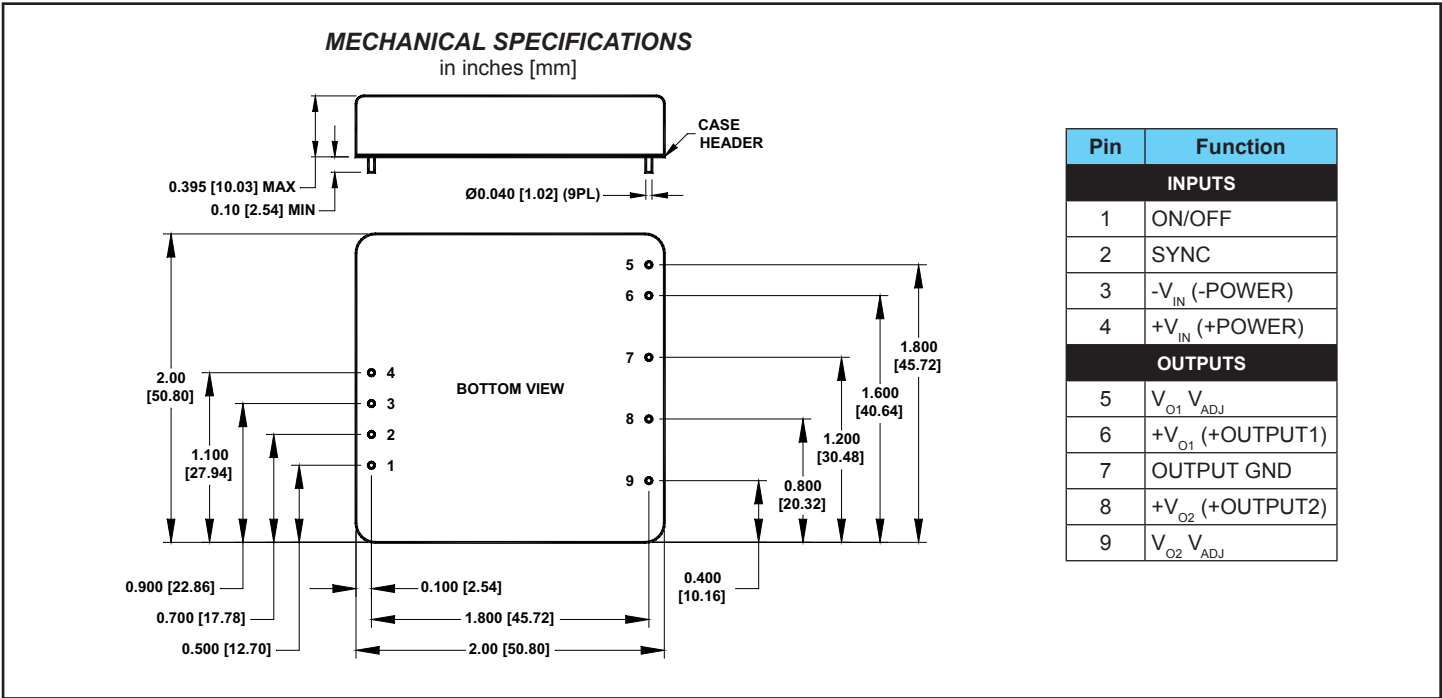 MECHANICAL SPECIFICATIONS
in inches [mm]
CASE
HEADER
0.395 [10.03] MAX
0.10 [2.54] MIN
Ø0.040 [1.02] (9PL)
5
6
7
8
9
4
3
2
1
BOTTOM VIEW
2.00
[50.80]
1.100
[27.94]
1.800
[45.72]
1.600
[40.64]
1.200
[30.48]
0.800
[20.32]
0.400
[10.16]
0.900 [22.86]
0.700 [17.78]
0.500 [12.70]
0.100 [2.54]
1.800 [45.72]
2.00 [50.80]
Pin Function
INPUTS
1 ON/OFF
2 SYNC
3 -VIN (-POWER)
4 +VIN (+POWER)
OUTPUTS
5 VO1 VADJ
6 +VO1 (+OUTPUT1)
7 OUTPUT GND
8 +VO2 (+OUTPUT2)
9 VO2 VADJ